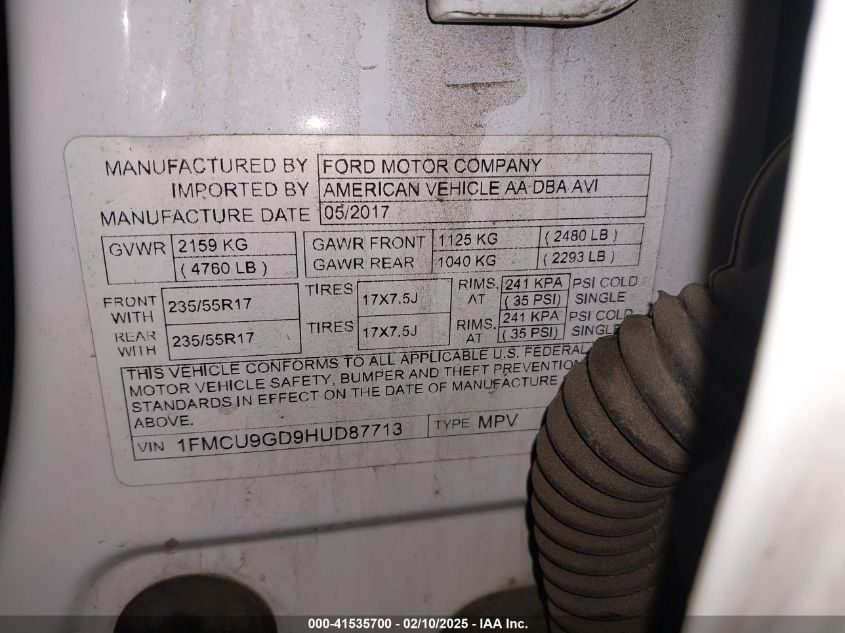 MANUFACTURED BY FORD MOTOR COMPANY
IMPORTED BY AMERICAN VEHICLE AA DBA AVI
MANUFACTURE DATE 05/2017
GVWR 2159 KG GAWR FRONT 1125 KG ( 2480 LB )
( 4760 LB ) GAWR REAR 1040 KG ( 2293 LB )
FRONT WITH 235/55R17 TIRES 17X7.5J RIMS, AT 241 KPA ( 35 PSI ) PSI COLD SINGLE
REAR WITH 235/55R17 TIRES 17X7.5J RIMS, AT 241 KPA ( 35 PSI ) PSI COLD SINGLE
THIS VEHICLE CONFORMS TO ALL APPLICABLE U.S. FEDERAL
MOTOR VEHICLE SAFETY, BUMPER AND THEFT PREVENTION
STANDARDS IN EFFECT ON THE DATE OF MANUFACTURE
ABOVE.
VIN 1FMCU9GD9HUD87713 TYPE MPV
000-41535700 - 02/10/2025 - IAA Inc.